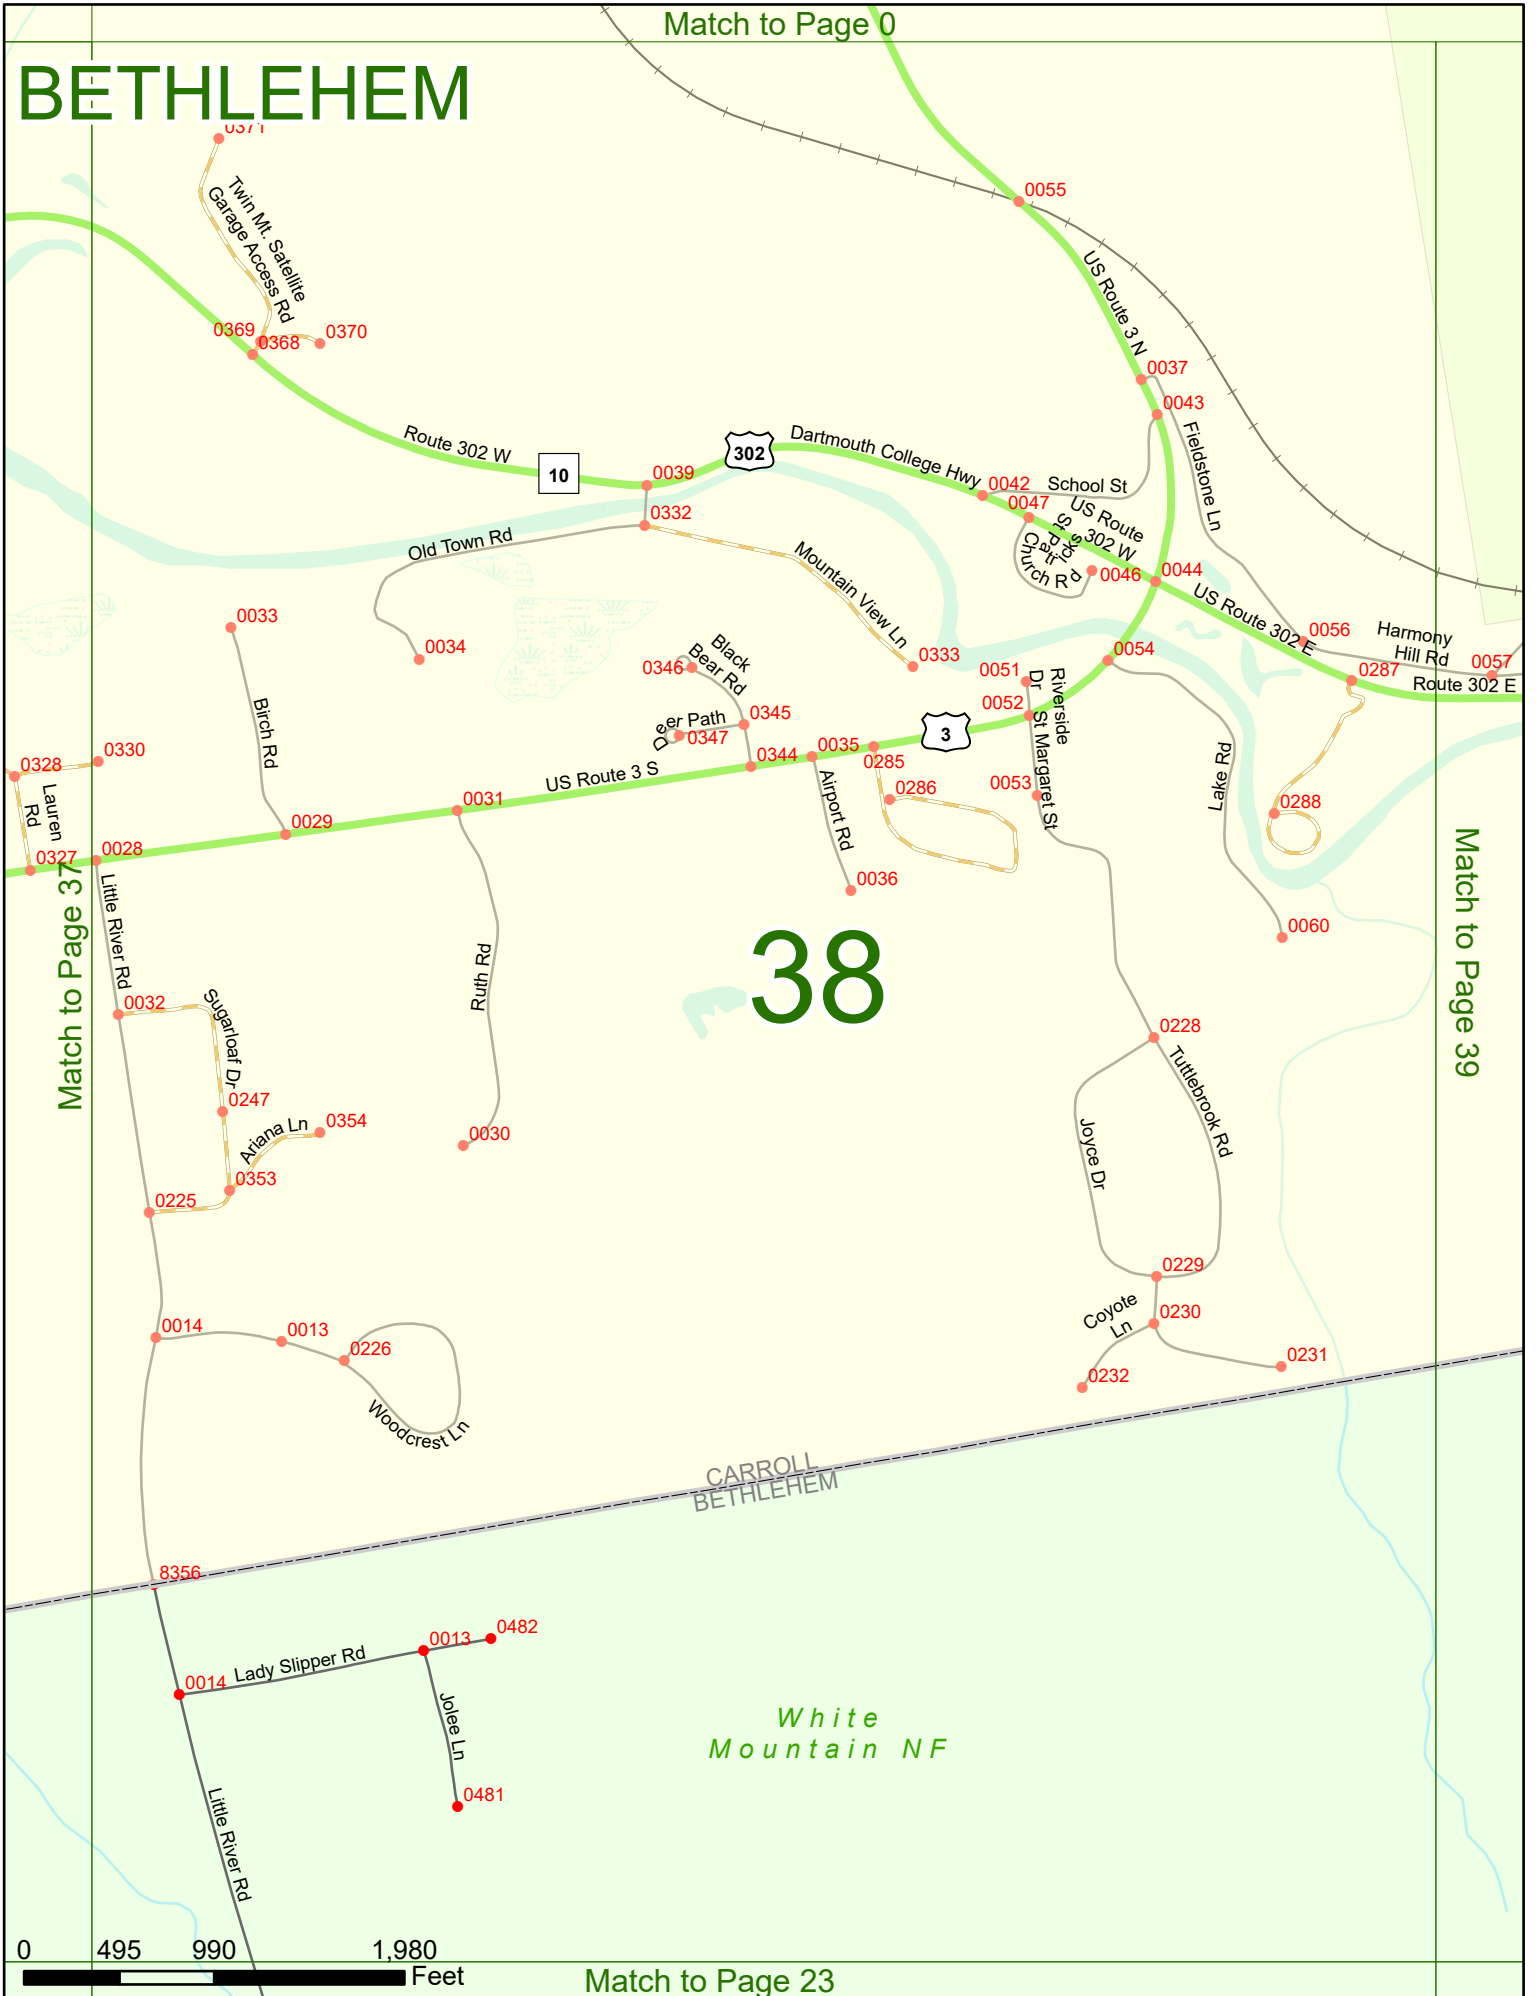 Match to Page 0
BETHLEHEM
0371
Twin Mt. Satellite
Garage Access Rd
0055
US Route 3 N
0369
0368
0370
0037
0043
Fieldstone Ln
Route 302 W
10
302
Dartmouth College Hwy
0039
0042
School St
0047
US Route
302 W
St Patricks
Church Rd
0332
Old Town Rd
Mountain View Ln
0046
0044
US Route 302 E
0056
Harmony
Hill Rd
0057
0033
0034
Black
Bear Rd
0346
0333
0051
0054
0287
Route 302 E
Riverside
Dr
0052
Birch Rd
0345
Deer Path
0347
3
0330
0328
Lauren
Rd
0344
0035
0285
US Route 3 S
0286
0053
St Margaret St
Lake Rd
0288
0031
0029
Airport Rd
0327
0028
0036
Match to Page 37
Little River Rd
Ruth Rd
38
0060
Match to Page 39
0032
Sugarloaf Dr
0228
Tuttlebrook Rd
0247
Ariana Ln
0354
0030
Joyce Dr
0353
0225
0229
Coyote
Ln
0230
0014
0013
0226
0231
0232
Woodcrest Ln
CARROLL
BETHLEHEM
8356
0482
0013
Lady Slipper Rd
0014
Jolee Ln
White
Mountain NF
0481
Little River Rd
0 495 990 1,980
Feet
Match to Page 23